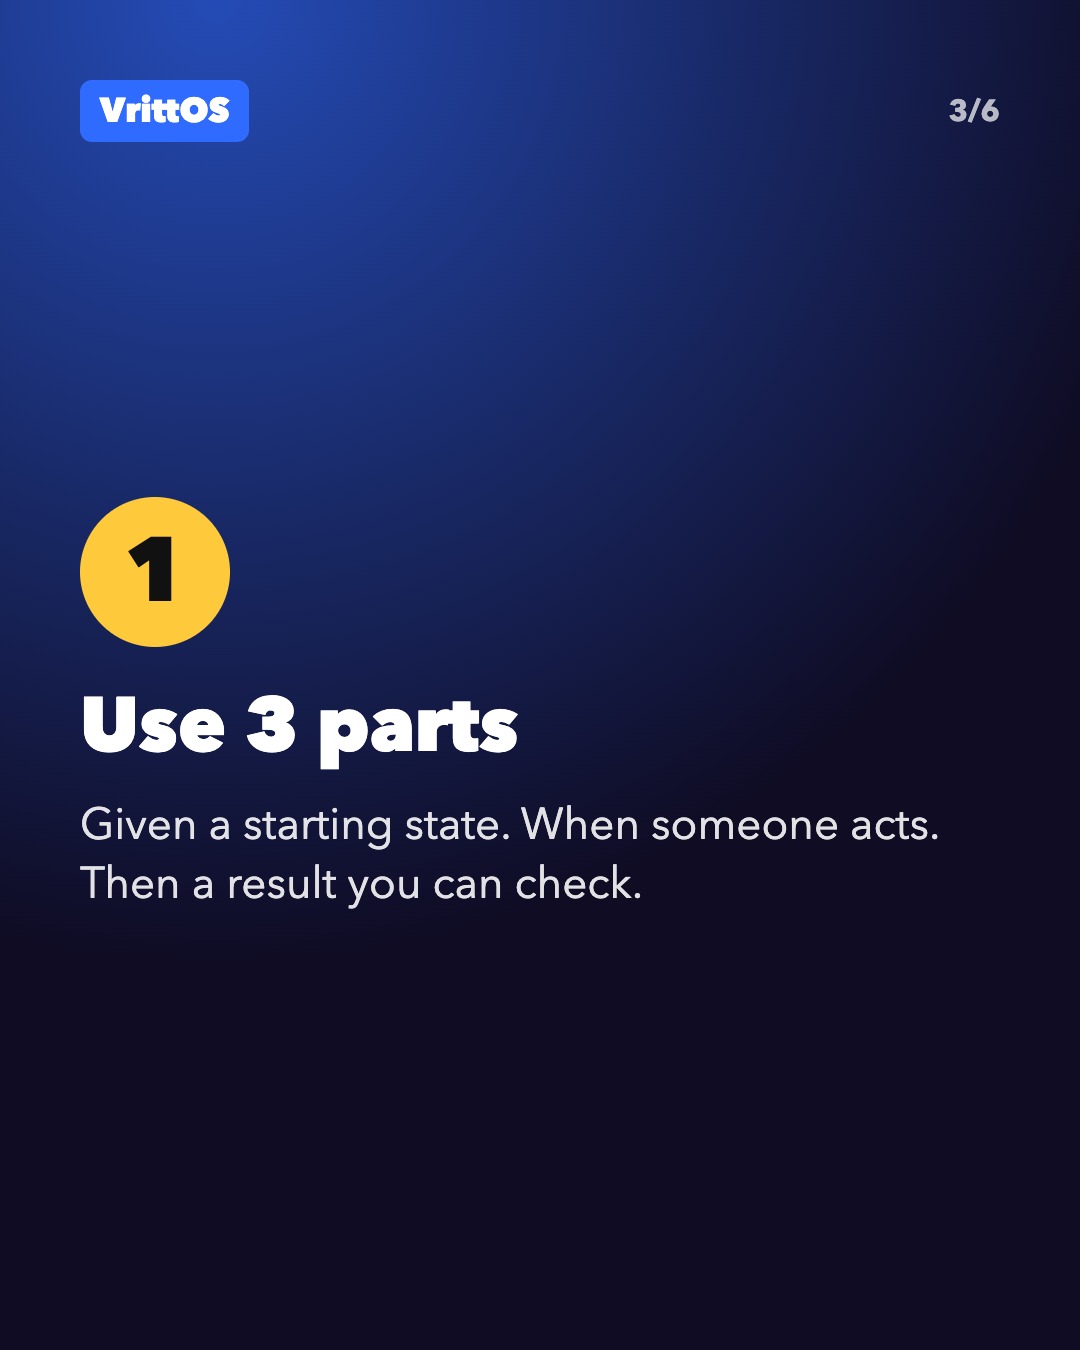 VrittOS
3/6
1
Use 3 parts
Given a starting state. When someone acts.
Then a result you can check.